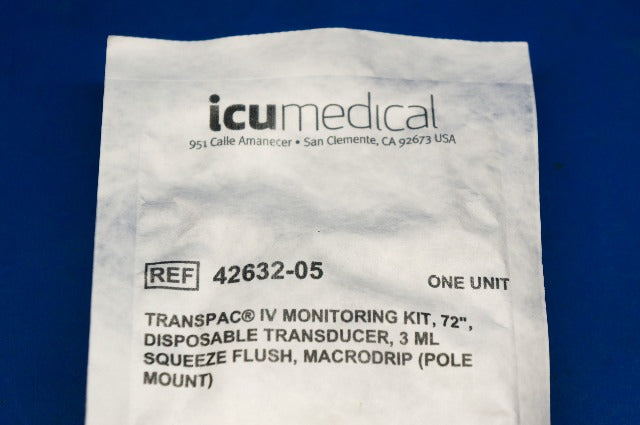 icumedical
951 Calle Amanecer • San Clemente, CA 92673 USA
REF 42632-05
ONE UNIT
TRANSPAC® IV MONITORING KIT, 72",
DISPOSABLE TRANSDUCER, 3 ML
SQUEEZE FLUSH, MACRODRIP (POLE
MOUNT)